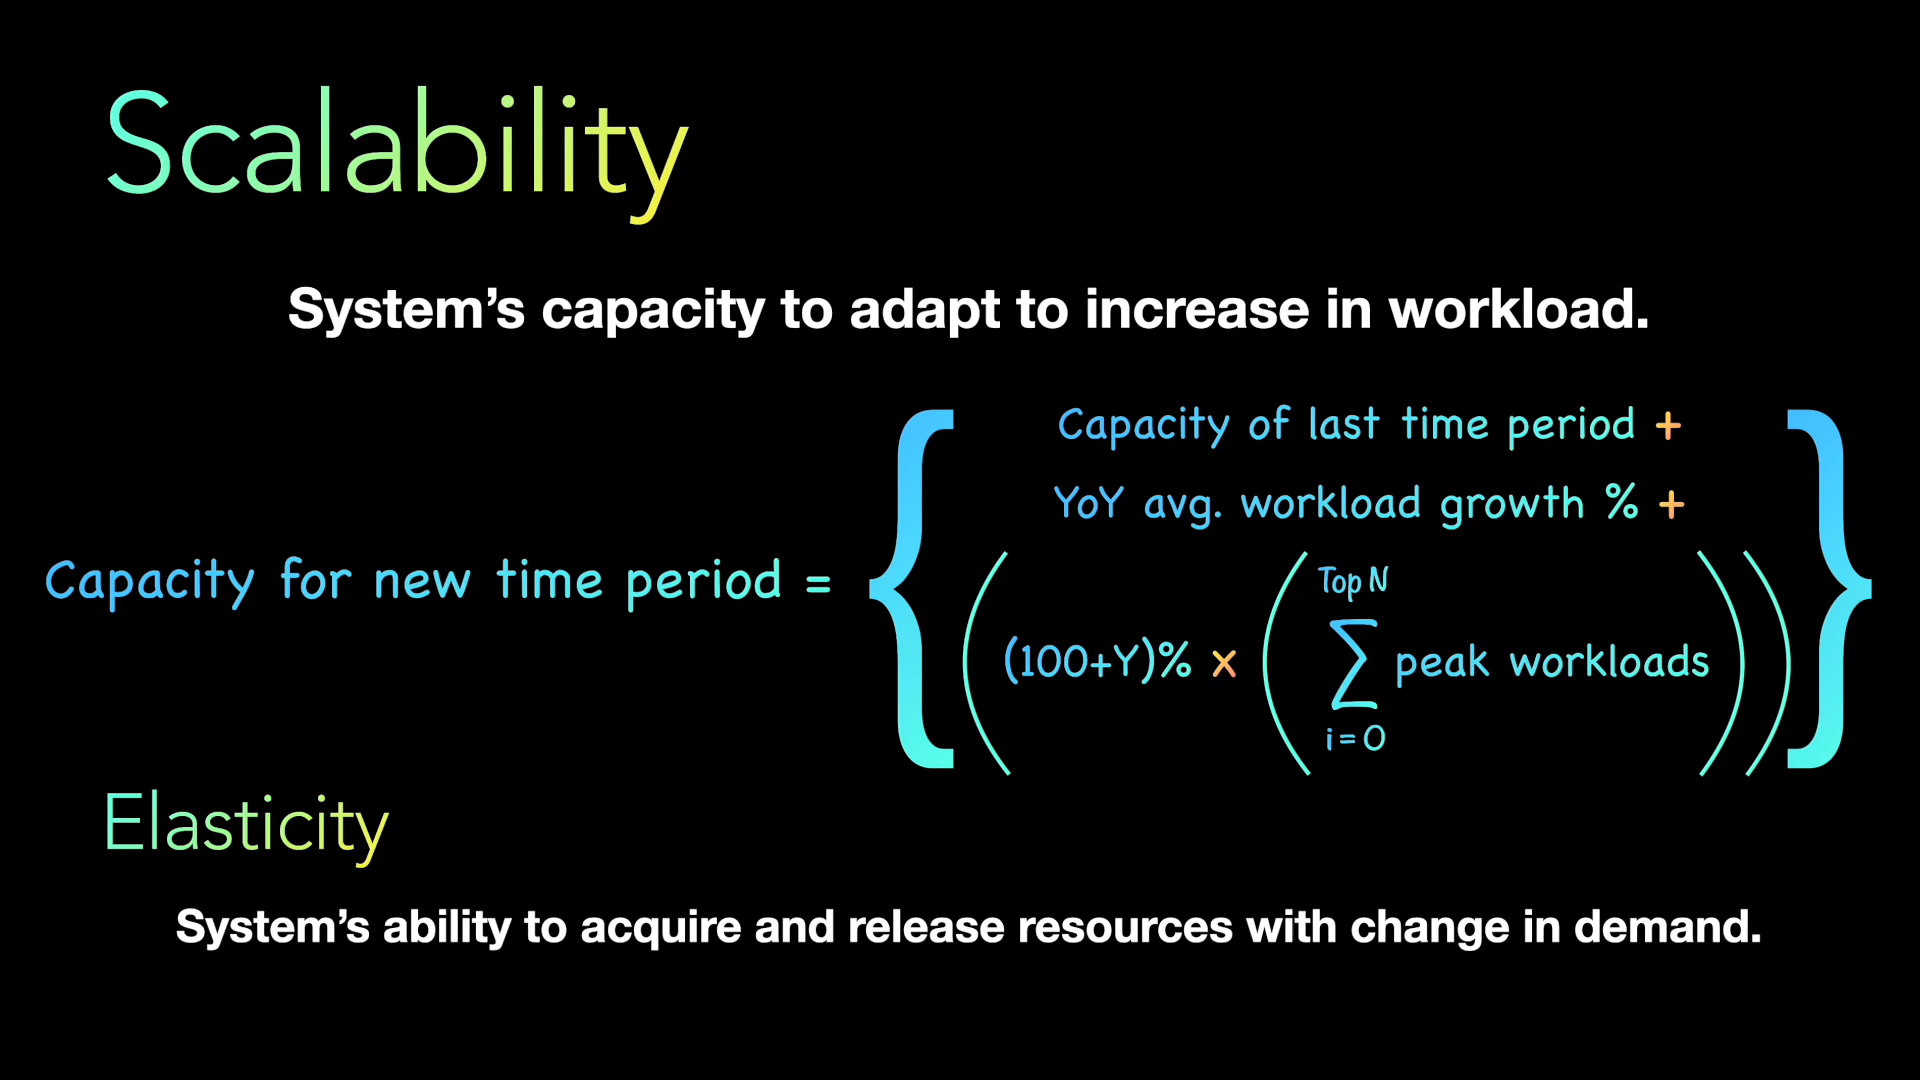 Scalability
System’s capacity to adapt to increase in workload.
Capacity for new time period =
{ Capacity of last time period +
YoY avg. workload growth % +
( (100+Y)% x ( Top N
∑ peak workloads ) ) }
i = 0
Elasticity
System’s ability to acquire and release resources with change in demand.